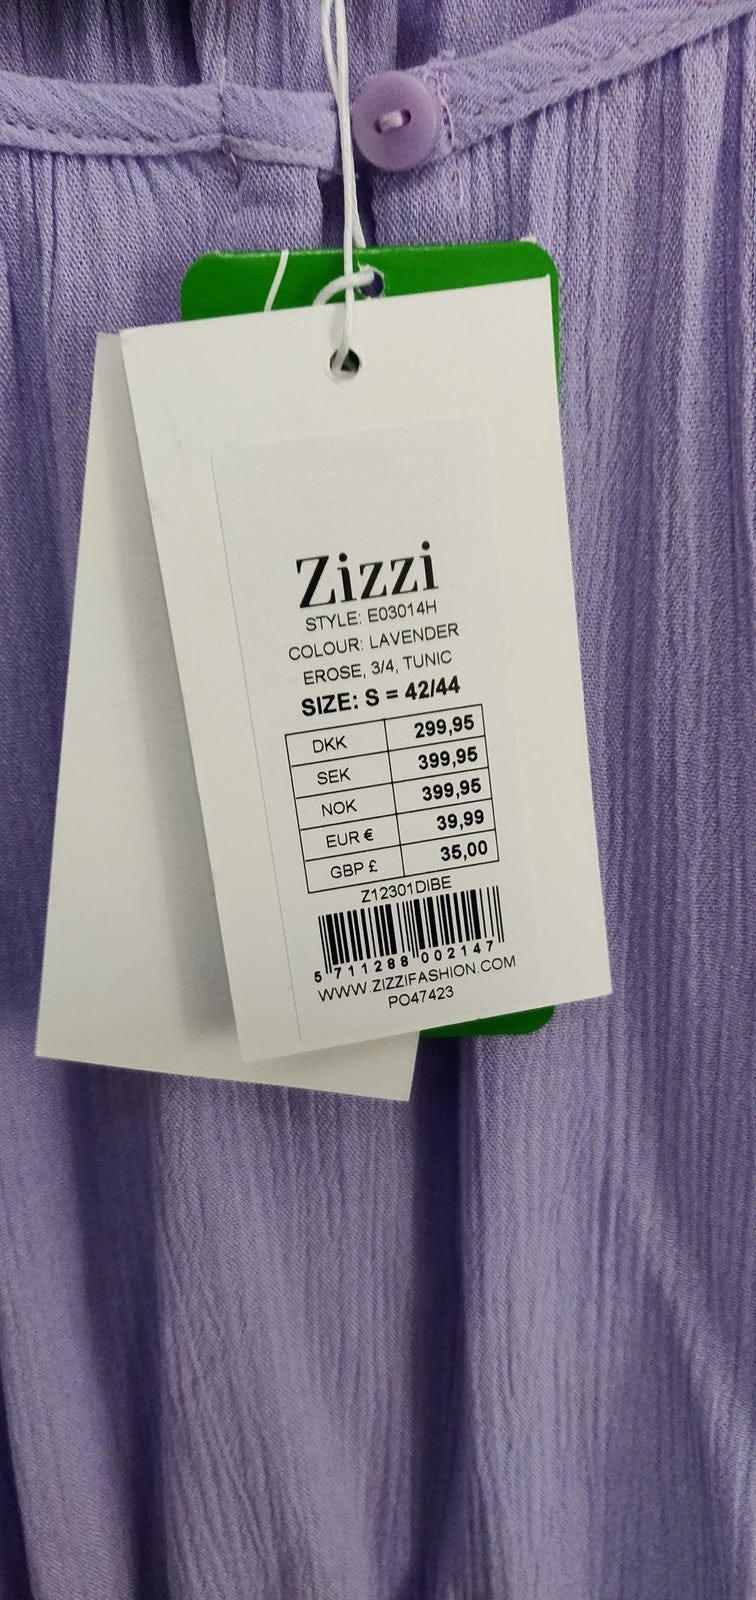 Zizzi
STYLE: E03014H
COLOUR: LAVENDER
EROSE, 3/4, TUNIC
SIZE: S = 42/44
DKK 299,95
SEK 399,95
NOK 399,95
EUR € 39,99
GBP £ 35,00
Z12301DIBE
5 711288 002147
WWW.ZIZZIFASHION.COM
PO47423